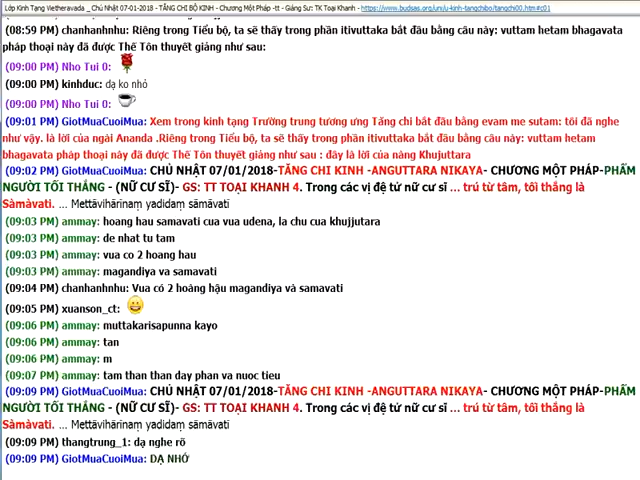 Lớp Kinh Tạng Vietheravada _ Chú Nhật 07-01-2018 - TĂNG CHI BỘ KINH - Chương Một Pháp -tt - Giảng Sư: TK Toại Khanh - https://www.budsas.org/uni/u-kinh-tangchibo/tangchi00.htm#c01
(08:59 PM) chanhanhnhu: Riêng trong Tiểu bộ, ta sẽ thấy trong phần itivuttaka bắt đầu bằng câu này: vuttam hetam bhagavata
pháp thoại này đã được Thế Tôn thuyết giảng như sau:
(09:00 PM) Nho Tui 0:
(09:00 PM) kinhduc: dạ ko nhỏ
(09:00 PM) Nho Tui 0:
(09:01 PM) GiotMuaCuoiMua: Xem trong kinh tạng Trường trung tương ưng Tăng chi bắt đầu bằng evam me sutam: tôi đã nghe
như vậy. là lời của ngài Ananda .Riêng trong Tiểu bộ, ta sẽ thấy trong phần itivuttaka bắt đầu bằng câu này: vuttam hetam
bhagavata pháp thoại này đã được Thế Tôn thuyết giảng như sau : đây là lời của nàng Khujuttara
(09:02 PM) GiotMuaCuoiMua: CHÚ NHẬT 07/01/2018-TĂNG CHI KINH -ANGUTTARA NIKAYA- CHƯƠNG MỘT PHÁP-PHẨM
NGƯỜI TỐI THẮNG - (NỮ CƯ SĨ)- GS: TT TOẠI KHANH 4. Trong các vị đệ tử nữ cư sĩ ... trú từ tâm, tối thắng là
Sàmàvati. ... Mettāvihārinaṃ yadidaṃ sāmāvatī
(09:03 PM) ammay: hoang hau samavati cua vua udena, la chu cua khujjutara
(09:03 PM) ammay: de nhat tu tam
(09:03 PM) ammay: vua co 2 hoang hau
(09:03 PM) ammay: magandiya va samavati
(09:04 PM) chanhanhnhu: Vua có 2 hoàng hậu magandiya và samavati
(09:05 PM) xuanson_ct:
(09:06 PM) ammay: muttakarisapunna kayo
(09:06 PM) ammay: tan
(09:06 PM) ammay: m
(09:07 PM) ammay: tam than than day phan va nuoc tieu
(09:09 PM) GiotMuaCuoiMua: CHÚ NHẬT 07/01/2018-TĂNG CHI KINH -ANGUTTARA NIKAYA- CHƯƠNG MỘT PHÁP-PHẨM
NGƯỜI TỐI THẮNG - (NỮ CƯ SĨ)- GS: TT TOẠI KHANH 4. Trong các vị đệ tử nữ cư sĩ ... trú từ tâm, tối thắng là
Sàmàvati. ... Mettāvihārinaṃ yadidaṃ sāmāvatī
(09:09 PM) thangtrung_1: dạ nghe rõ
(09:09 PM) GiotMuaCuoiMua: DẠ NHỚ